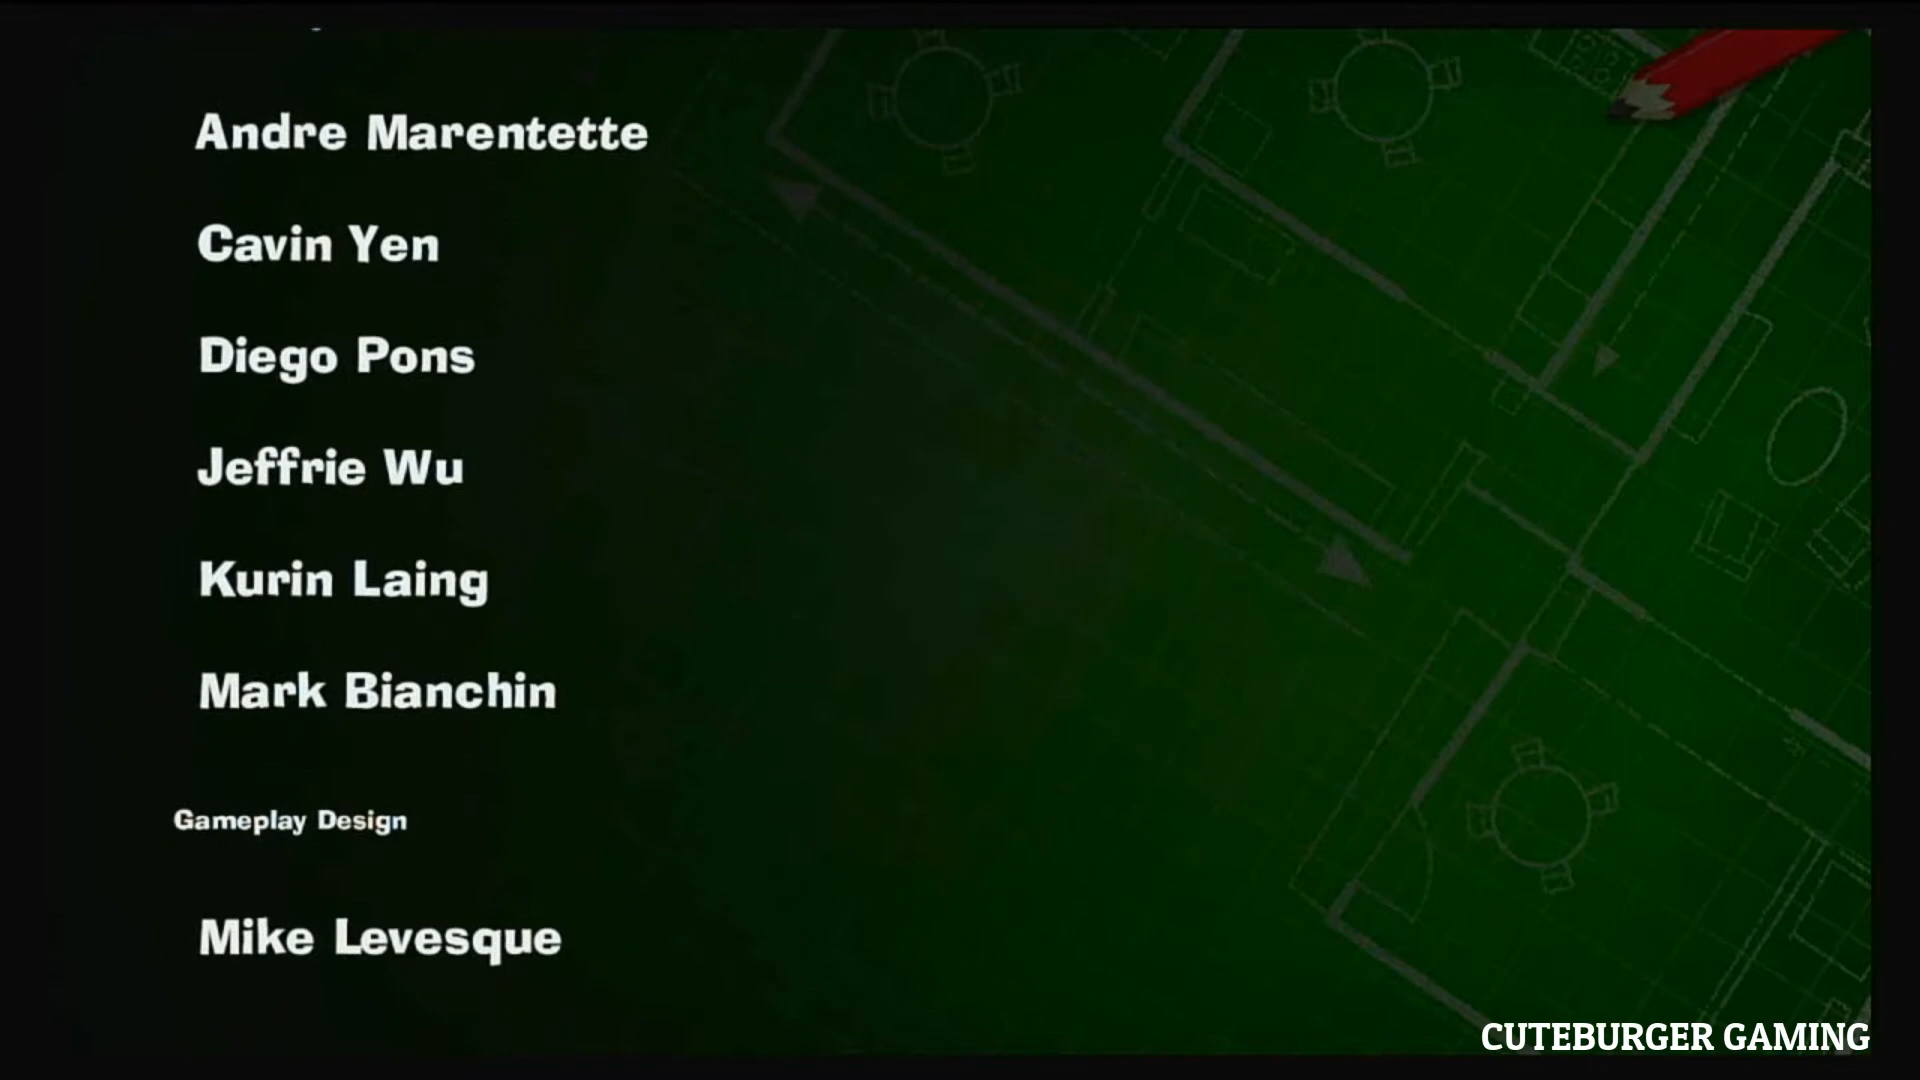 Andre Marentette
Cavin Yen
Diego Pons
Jeffrie Wu
Kurin Laing
Mark Bianchin
Gameplay Design
Mike Levesque
CUTEBURGER GAMING